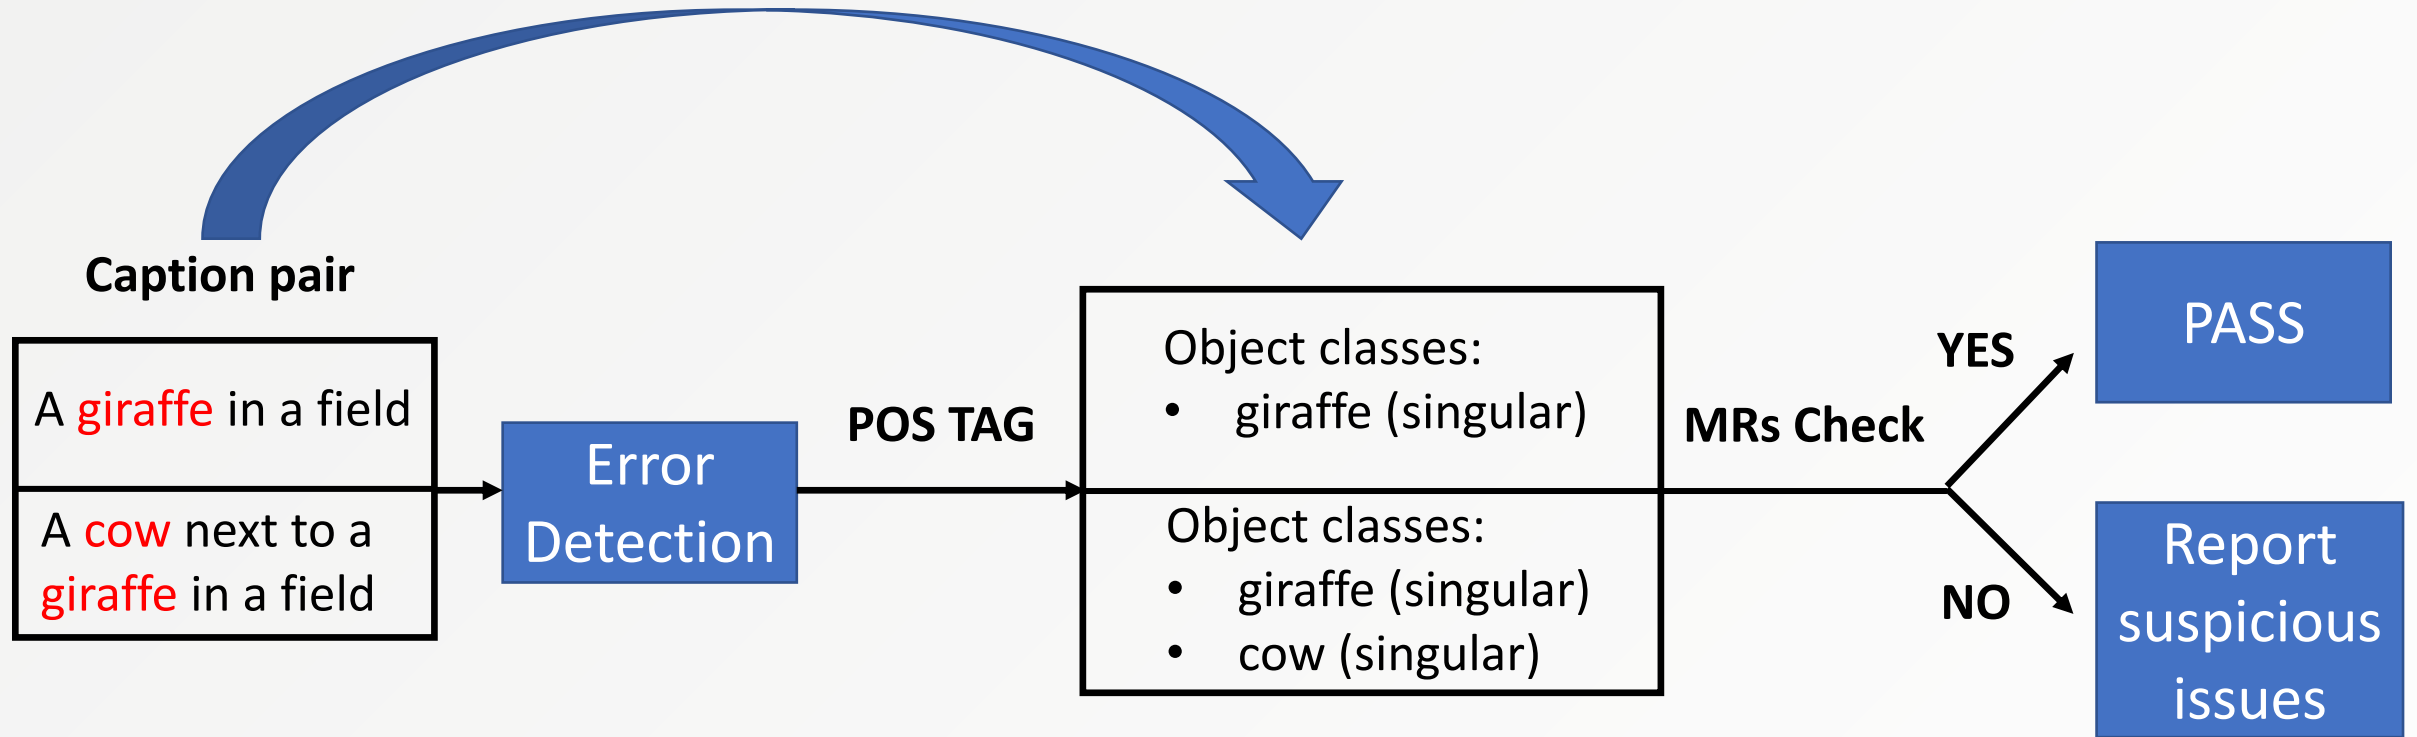 Caption pair
A giraffe in a field
A cow next to a
giraffe in a field
Error
Detection
POS TAG
Object classes:
• giraffe (singular)
Object classes:
• giraffe (singular)
• cow (singular)
MRs Check
YES
NO
PASS
Report
suspicious
issues